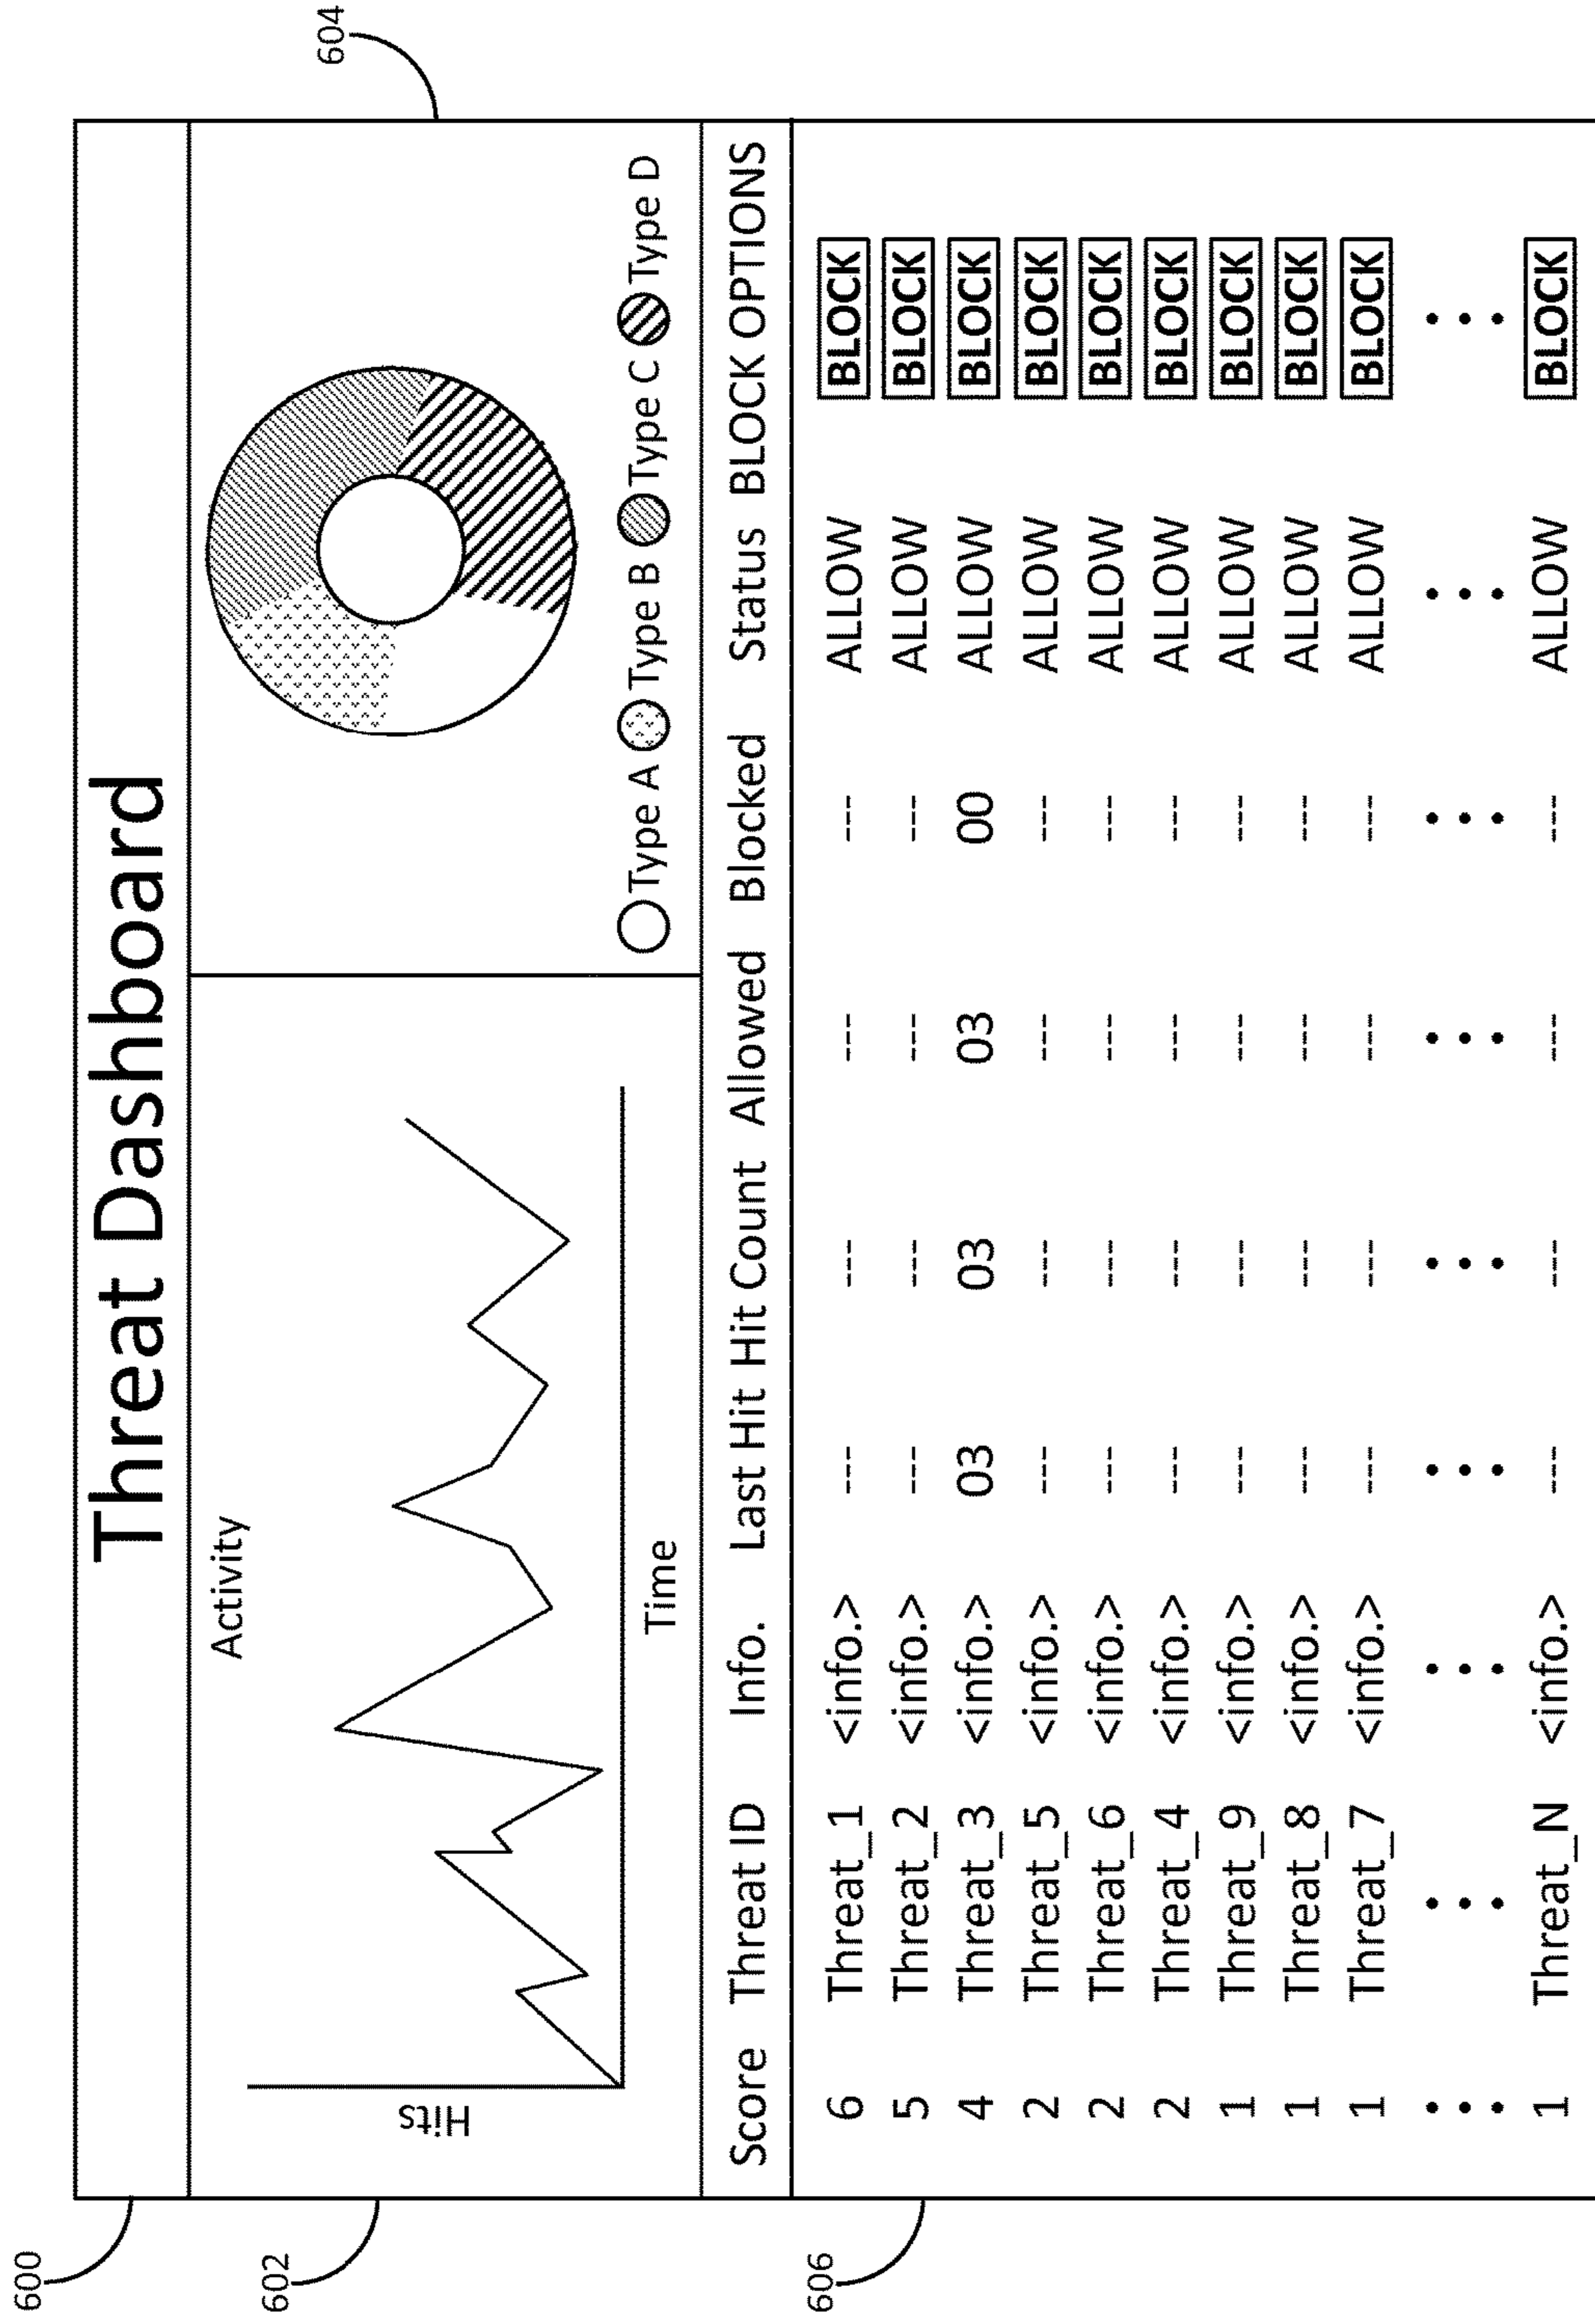 600
Threat Dashboard
602
Activity
Hits
Time
604
Type A Type B Type C Type D
606
Score Threat ID Info. Last Hit Hit Count Allowed Blocked Status BLOCK OPTIONS
6 Threat_1 <info.> --- --- --- --- ALLOW BLOCK
5 Threat_2 <info.> --- --- --- --- ALLOW BLOCK
4 Threat_3 <info.> 03 03 03 00 ALLOW BLOCK
2 Threat_5 <info.> --- --- --- --- ALLOW BLOCK
2 Threat_6 <info.> --- --- --- --- ALLOW BLOCK
2 Threat_4 <info.> --- --- --- --- ALLOW BLOCK
1 Threat_9 <info.> --- --- --- --- ALLOW BLOCK
1 Threat_8 <info.> --- --- --- --- ALLOW BLOCK
1 Threat_7 <info.> --- --- --- --- ALLOW BLOCK
1 Threat_N <info.> --- --- --- --- ALLOW BLOCK